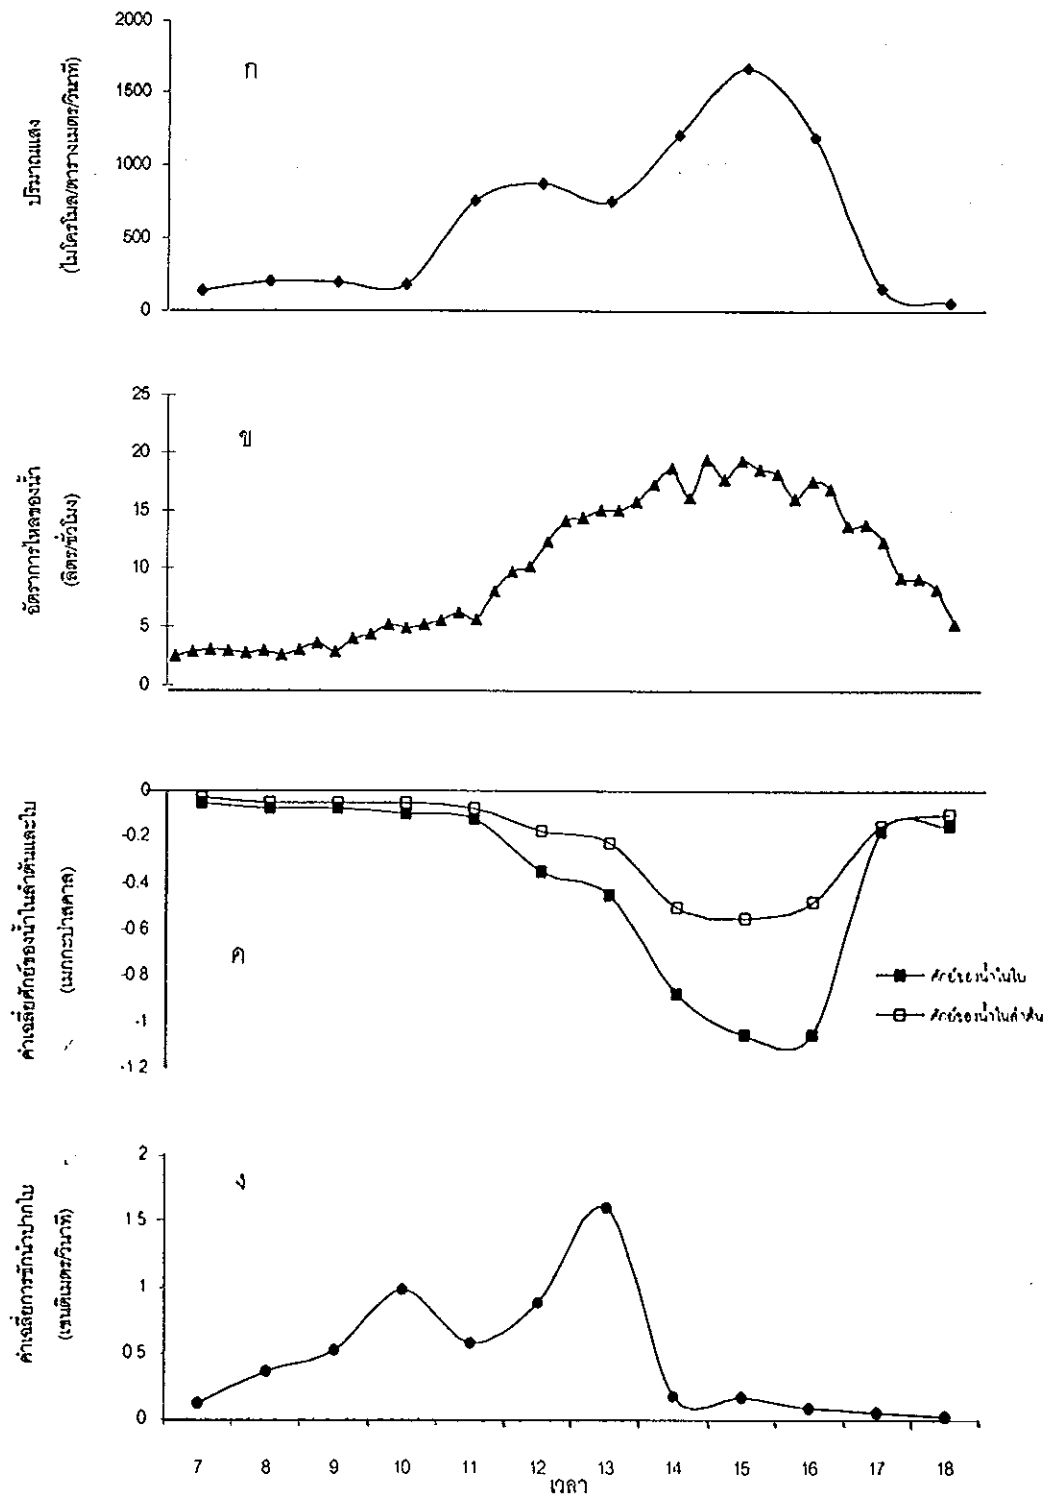 2000
1500
1000
500
0
ก
ปริมาณแสง
(ไมโครโมล/ตารางเมตร/วินาที)
25
20
15
10
5
0
ข
อัตราการไหลของน้ำ
(ลิตร/ชั่วโมง)
0
-0.2
-0.4
-0.6
-0.8
-1
-1.2
ค
ค่าเฉลี่ยศักย์ของน้ำในลำต้นและใบ
(เมกกะปาสคาล)
ศักย์ของน้ำในใบ
ศักย์ของน้ำในลำต้น
2
1.5
1
0.5
0
ง
ค่าเฉลี่ยการชักนำปากใบ
(เซนติเมตร/วินาที)
7 8 9 10 11 12 13 14 15 16 17 18
เวลา